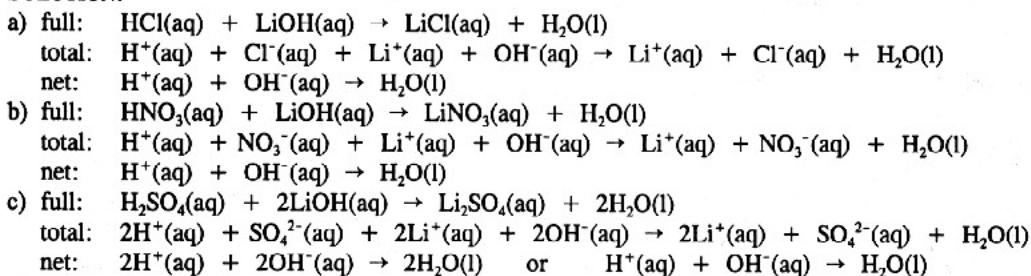 a) full: HCl(aq) + LiOH(aq) → LiCl(aq) + H₂O(l)
total: H⁺(aq) + Cl⁻(aq) + Li⁺(aq) + OH⁻(aq) → Li⁺(aq) + Cl⁻(aq) + H₂O(l)
net: H⁺(aq) + OH⁻(aq) → H₂O(l)
b) full: HNO₃(aq) + LiOH(aq) → LiNO₃(aq) + H₂O(l)
total: H⁺(aq) + NO₃⁻(aq) + Li⁺(aq) + OH⁻(aq) → Li⁺(aq) + NO₃⁻(aq) + H₂O(l)
net: H⁺(aq) + OH⁻(aq) → H₂O(l)
c) full: H₂SO₄(aq) + 2LiOH(aq) → Li₂SO₄(aq) + 2H₂O(l)
total: 2H⁺(aq) + SO₄²⁻(aq) + 2Li⁺(aq) + 2OH⁻(aq) → 2Li⁺(aq) + SO₄²⁻(aq) + H₂O(l)
net: 2H⁺(aq) + 2OH⁻(aq) → 2H₂O(l) or H⁺(aq) + OH⁻(aq) → H₂O(l)